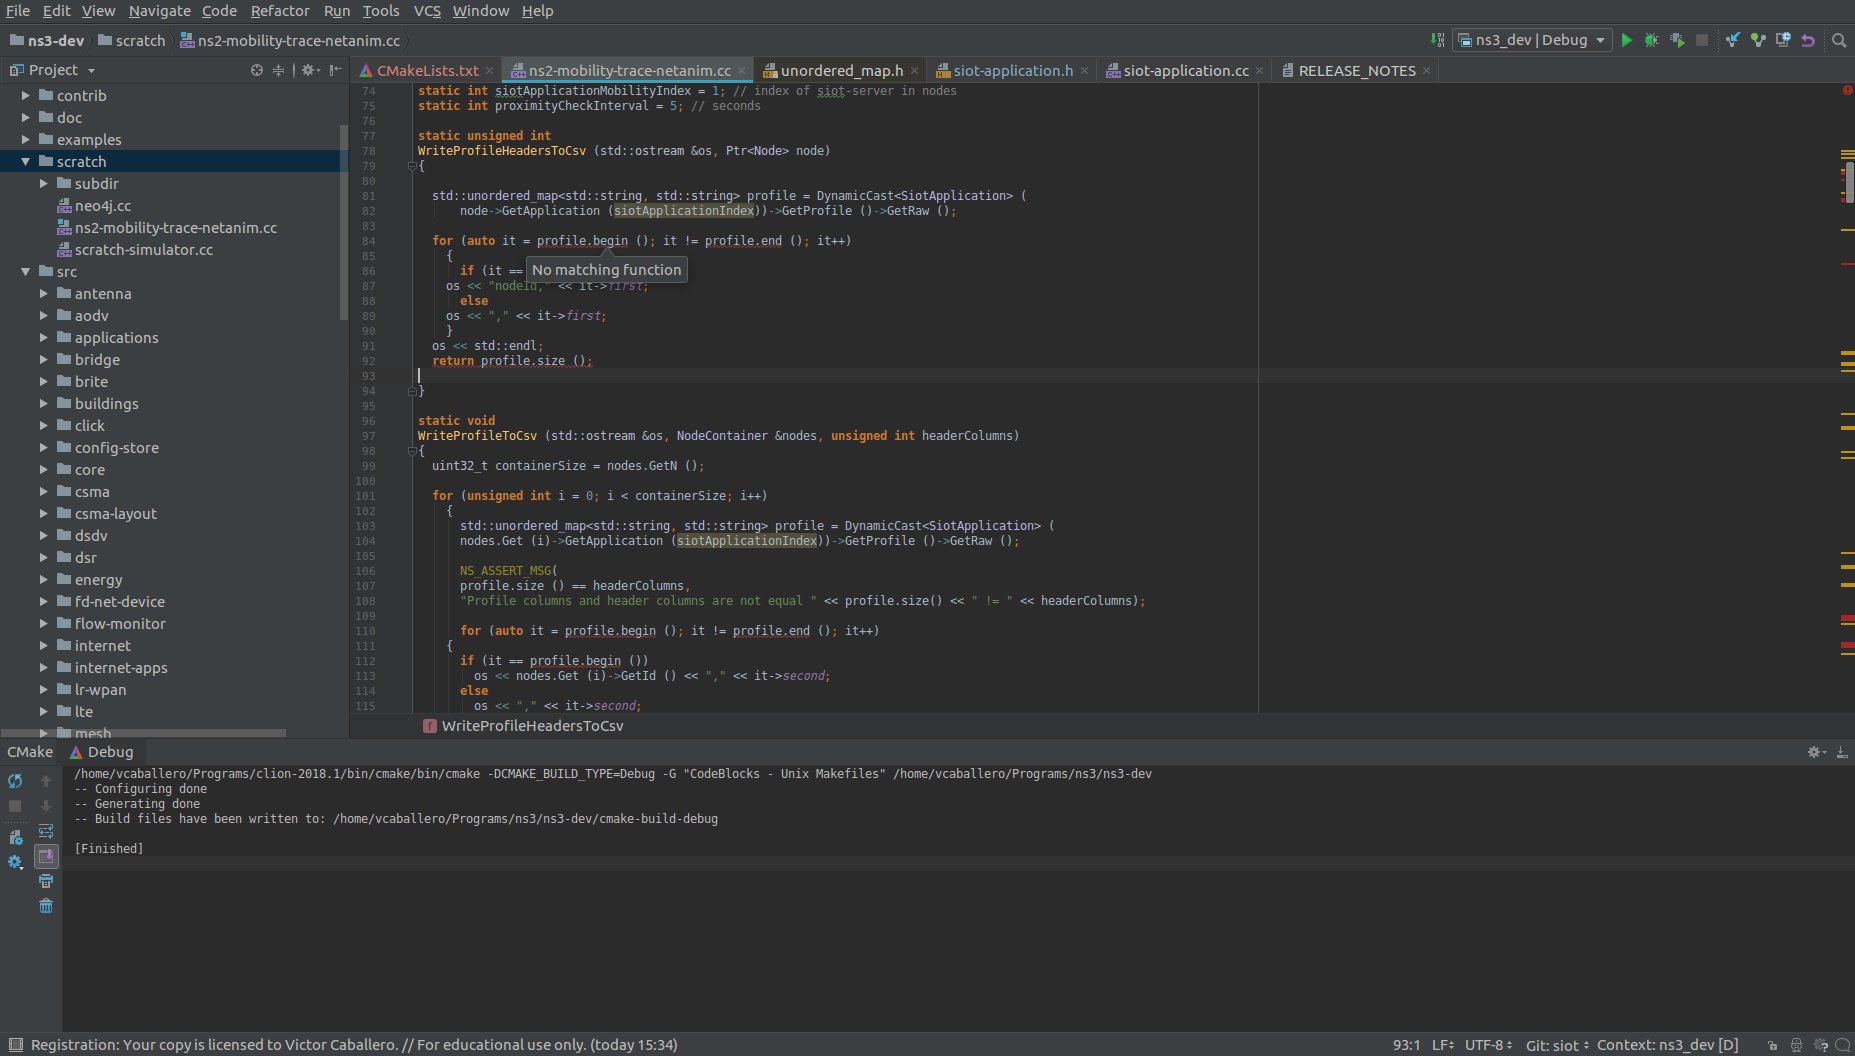 File Edit View Navigate Code Refactor Run Tools VCS Window Help
ns3-dev scratch ns2-mobility-trace-netanim.cc
ns3_dev | Debug
Project
CMakeLists.txt ns2-mobility-trace-netanim.cc unordered_map.h siot-application.h siot-application.cc RELEASE_NOTES
contrib
doc
examples
scratch
subdir
neo4j.cc
ns2-mobility-trace-netanim.cc
scratch-simulator.cc
src
antenna
aodv
applications
bridge
brite
buildings
click
config-store
core
csma
csma-layout
dsdv
dsr
energy
fd-net-device
flow-monitor
internet
internet-apps
lr-wpan
lte
mesh
74 static int siotApplicationMobilityIndex = 1; // index of siot-server in nodes
75 static int proximityCheckInterval = 5; // seconds
76
77 static unsigned int
78 WriteProfileHeadersToCsv (std::ostream &os, Ptr<Node> node)
79 {
80
81 std::unordered_map<std::string, std::string> profile = DynamicCast<SiotApplication> (
82 node->GetApplication (siotApplicationIndex))->GetProfile ()->GetRaw ();
83
84 for (auto it = profile.begin (); it != profile.end (); it++)
85 {
86 if (it ==
No matching function
87 os << "nodeId," << it->first;
88 else
89 os << "," << it->first;
90 }
91 os << std::endl;
92 return profile.size ();
93
94 }
95
96 static void
97 WriteProfileToCsv (std::ostream &os, NodeContainer &nodes, unsigned int headerColumns)
98 {
99 uint32_t containerSize = nodes.GetN ();
100
101 for (unsigned int i = 0; i < containerSize; i++)
102 {
103 std::unordered_map<std::string, std::string> profile = DynamicCast<SiotApplication> (
104 nodes.Get (i)->GetApplication (siotApplicationIndex))->GetProfile ()->GetRaw ();
105
106 NS_ASSERT_MSG(
107 profile.size () == headerColumns,
108 "Profile columns and header columns are not equal " << profile.size() << " != " << headerColumns);
109
110 for (auto it = profile.begin (); it != profile.end (); it++)
111 {
112 if (it == profile.begin ())
113 os << nodes.Get (i)->GetId () << "," << it->second;
114 else
115 os << "," << it->second;
f WriteProfileHeadersToCsv
CMake Debug
/home/vcaballero/Programs/clion-2018.1/bin/cmake/bin/cmake -DCMAKE_BUILD_TYPE=Debug -G "CodeBlocks - Unix Makefiles" /home/vcaballero/Programs/ns3/ns3-dev
-- Configuring done
-- Generating done
-- Build files have been written to: /home/vcaballero/Programs/ns3/ns3-dev/cmake-build-debug
[Finished]
Registration: Your copy is licensed to Victor Caballero. // For educational use only. (today 15:34)
93:1 LF UTF-8 Git: siot Context: ns3_dev [D]